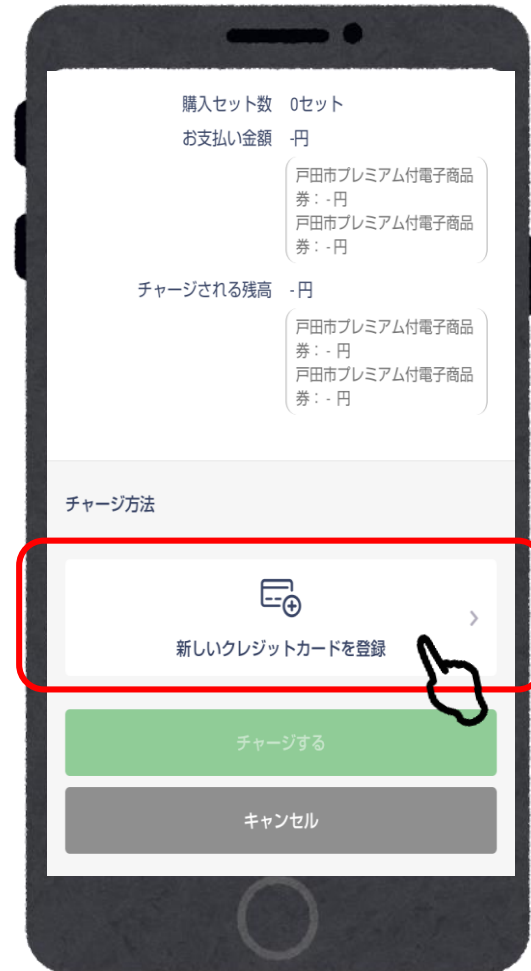 購入セット数 0セット
お支払い金額 -円
戸田市プレミアム付電子商品
券：-円
戸田市プレミアム付電子商品
券：-円
チャージされる残高 -円
戸田市プレミアム付電子商品
券：- 円
戸田市プレミアム付電子商品
券：- 円
チャージ方法
新しいクレジットカードを登録
チャージする
キャンセル